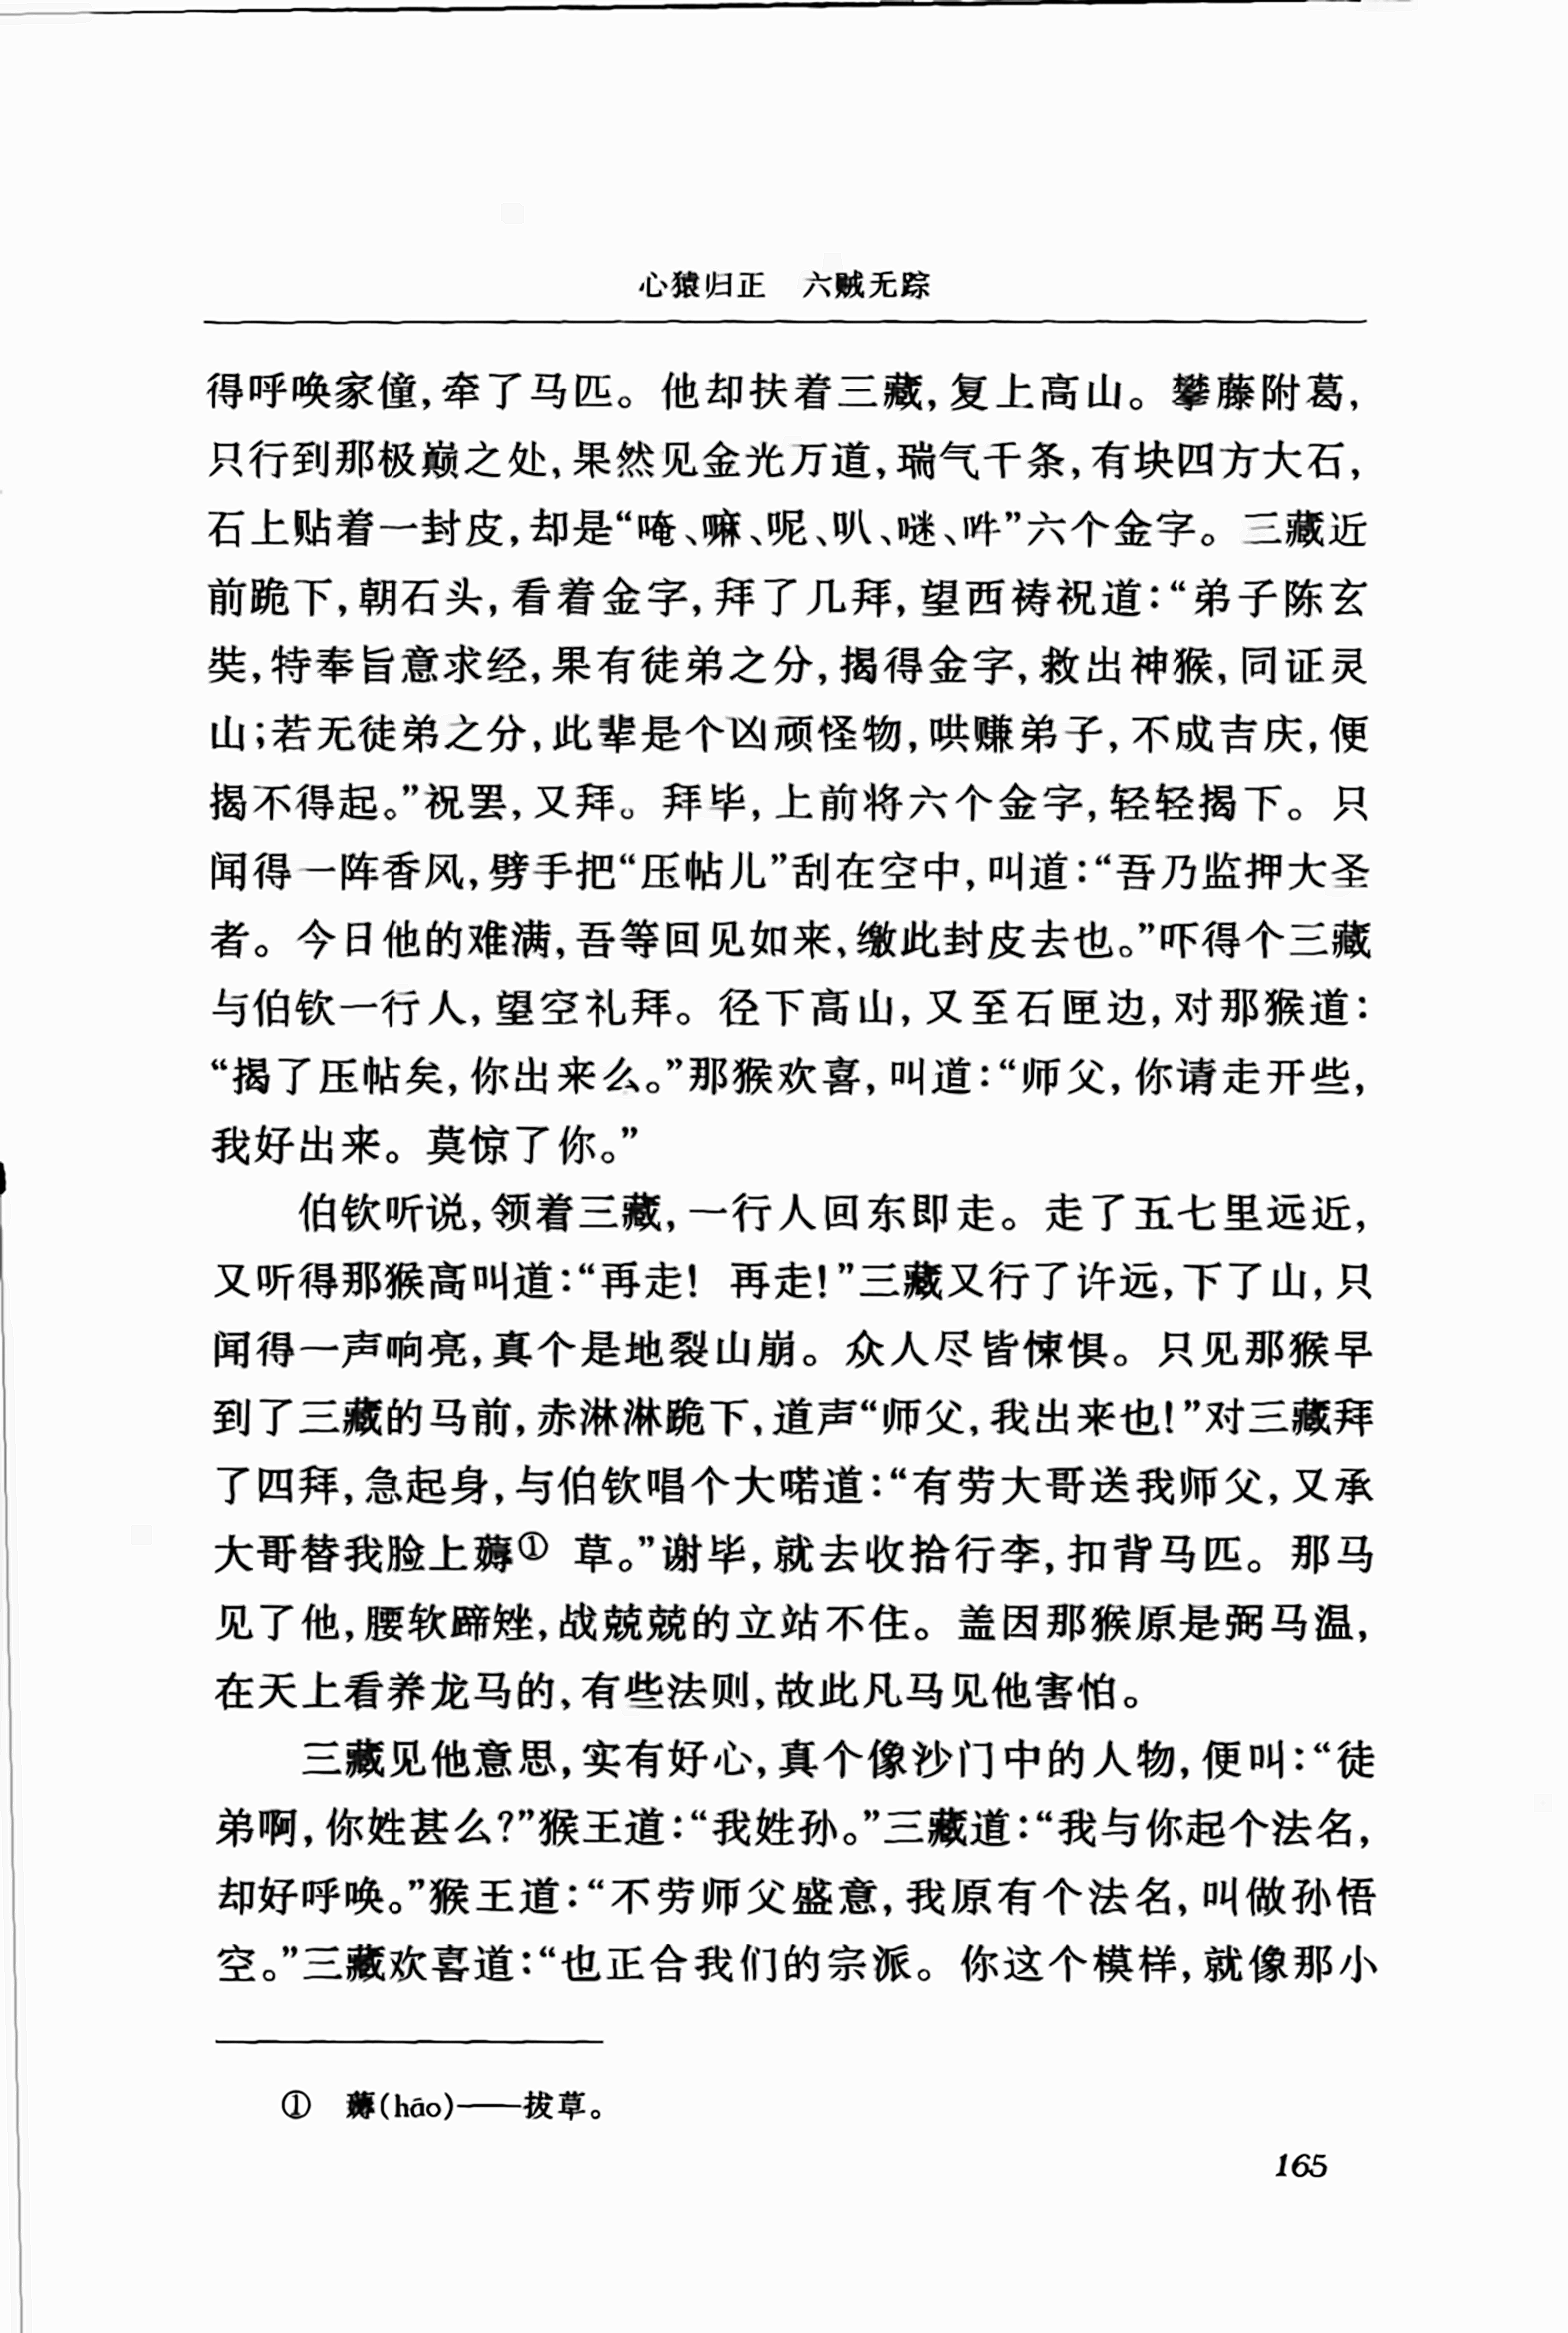 心猿归正　六贼无踪
得呼唤家僮,牵了马匹。他却扶着三藏,复上高山。攀藤附葛,
只行到那极巅之处,果然见金光万道,瑞气千条,有块四方大石,
石上贴着一封皮,却是“唵、嘛、呢、叭、𠺗、吽”六个金字。三藏近
前跪下,朝石头,看着金字,拜了几拜,望西祷祝道:“弟子陈玄
奘,特奉旨意求经,果有徒弟之分,揭得金字,救出神猴,同证灵
山;若无徒弟之分,此辈是个凶顽怪物,哄赚弟子,不成吉庆,便
揭不得起。”祝罢,又拜。拜毕,上前将六个金字,轻轻揭下。只
闻得一阵香风,劈手把“压帖儿”刮在空中,叫道:“吾乃监押大圣
者。今日他的难满,吾等回见如来,缴此封皮去也。”吓得个三藏
与伯钦一行人,望空礼拜。径下高山,又至石匣边,对那猴道:
“揭了压帖矣,你出来么。”那猴欢喜,叫道:“师父,你请走开些,
我好出来。莫惊了你。”
伯钦听说,领着三藏,一行人回东即走。走了五七里远近,
又听得那猴高叫道:“再走! 再走!”三藏又行了许远,下了山,只
闻得一声响亮,真个是地裂山崩。众人尽皆悚惧。只见那猴早
到了三藏的马前,赤淋淋跪下,道声“师父,我出来也!”对三藏拜
了四拜,急起身,与伯钦唱个大喏道:“有劳大哥送我师父,又承
大哥替我脸上薅① 草。”谢毕,就去收拾行李,扣背马匹。那马
见了他,腰软蹄矬,战兢兢的立站不住。盖因那猴原是弼马温,
在天上看养龙马的,有些法则,故此凡马见他害怕。
三藏见他意思,实有好心,真个像沙门中的人物,便叫:“徒
弟啊,你姓甚么?”猴王道:“我姓孙。”三藏道:“我与你起个法名,
却好呼唤。”猴王道:“不劳师父盛意,我原有个法名,叫做孙悟
空。”三藏欢喜道:“也正合我们的宗派。你这个模样,就像那小
①　薅(hāo)——拔草。
165